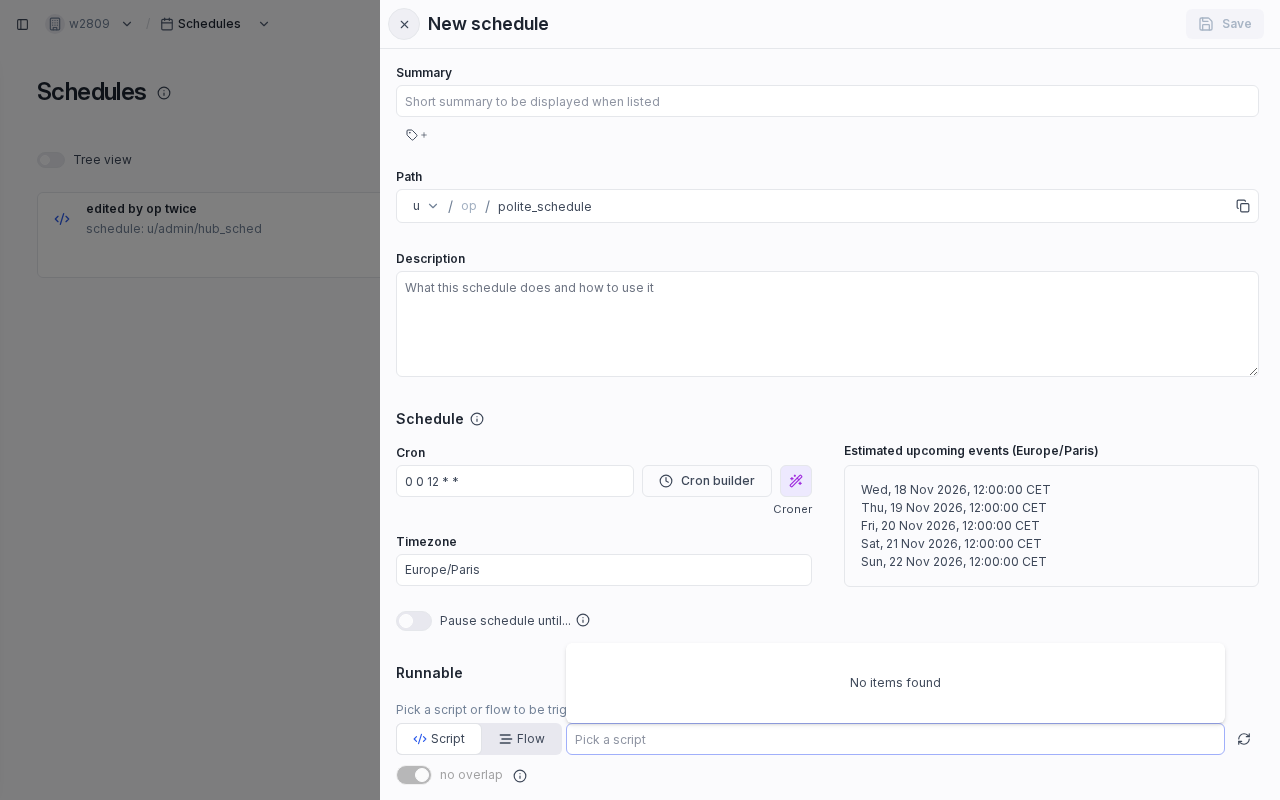 w2809 / Schedules
Schedules
Tree view
edited by op twice
schedule: u/admin/hub_sched
New schedule
Save
Summary
Short summary to be displayed when listed
+
Path
u / op / polite_schedule
Description
What this schedule does and how to use it
Schedule
Cron
0 0 12 * *
Cron builder
Croner
Timezone
Europe/Paris
Estimated upcoming events (Europe/Paris)
Wed, 18 Nov 2026, 12:00:00 CET
Thu, 19 Nov 2026, 12:00:00 CET
Fri, 20 Nov 2026, 12:00:00 CET
Sat, 21 Nov 2026, 12:00:00 CET
Sun, 22 Nov 2026, 12:00:00 CET
Pause schedule until...
Runnable
No items found
Pick a script or flow to be trig
Script
Flow
Pick a script
no overlap